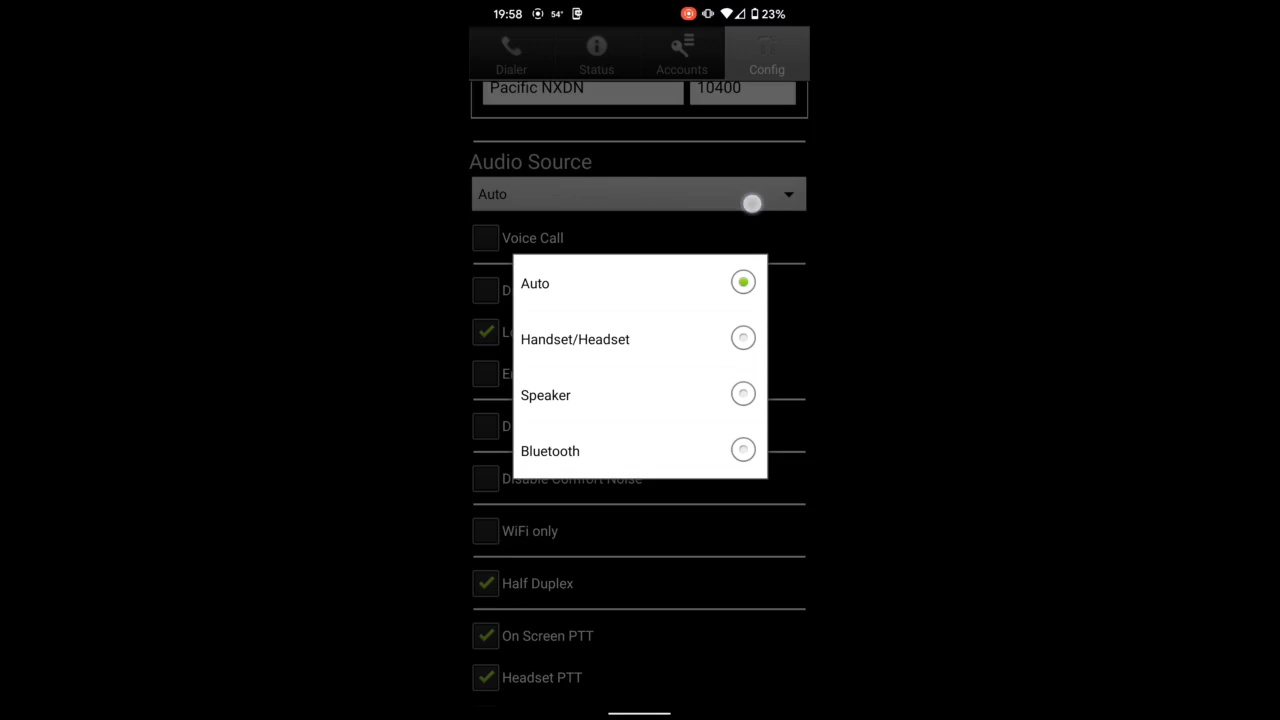 19:58 54° 23%
Dialer Status Accounts Config
Pacific NXDN 10400
Audio Source
Auto
Voice Call
Auto
Handset/Headset
Speaker
Bluetooth
Disable Comfort Noise
WiFi only
Half Duplex
On Screen PTT
Headset PTT